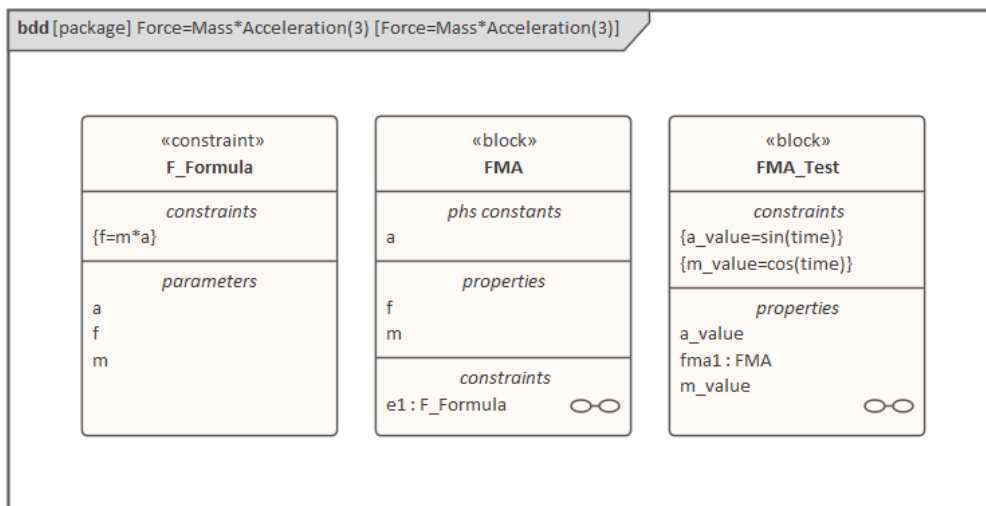 bdd [package] Force=Mass*Acceleration(3) [Force=Mass*Acceleration(3)]
«constraint»
F_Formula
constraints
{f=m*a}
parameters
a
f
m
«block»
FMA
phs constants
a
properties
f
m
constraints
e1 : F_Formula
«block»
FMA_Test
constraints
{a_value=sin(time)}
{m_value=cos(time)}
properties
a_value
fma1 : FMA
m_value